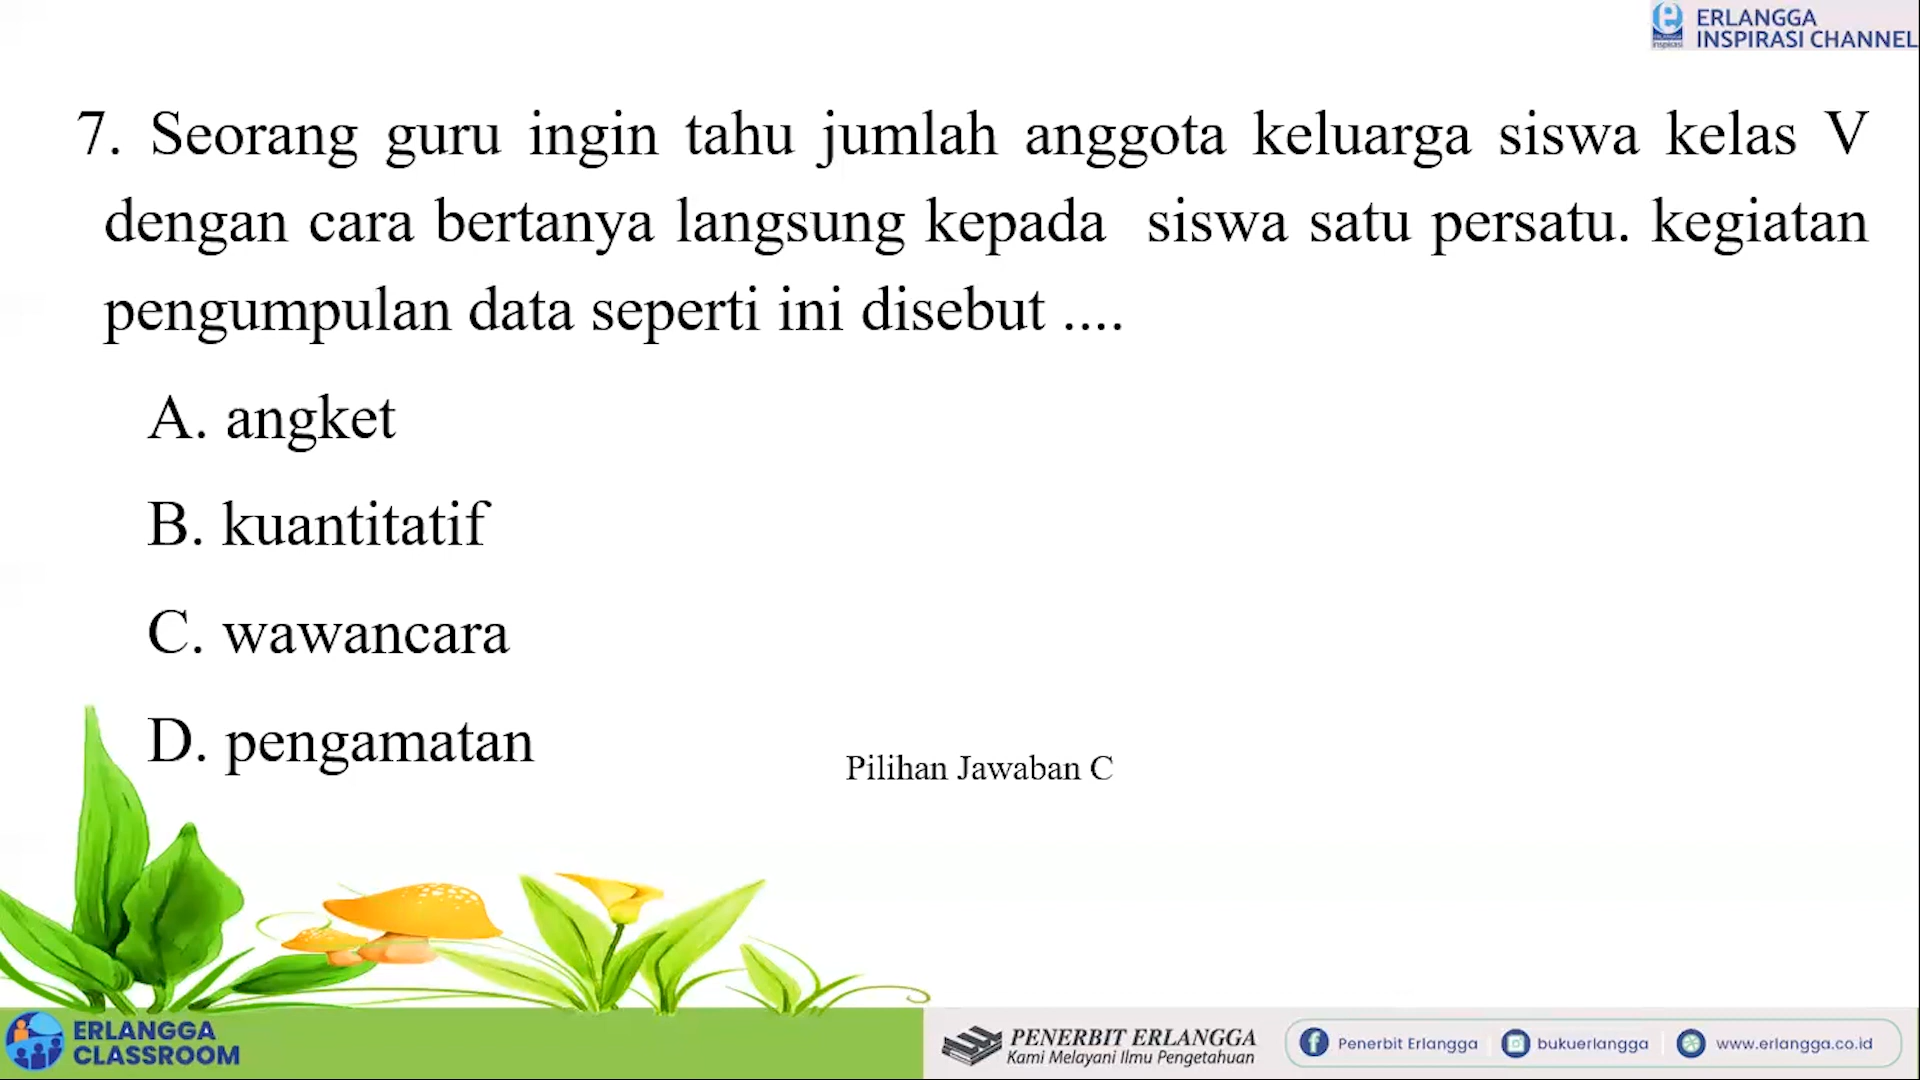 ERLANGGA
INSPIRASI CHANNEL
7. Seorang guru ingin tahu jumlah anggota keluarga siswa kelas V
dengan cara bertanya langsung kepada siswa satu persatu. kegiatan
pengumpulan data seperti ini disebut ....
A. angket
B. kuantitatif
C. wawancara
D. pengamatan
Pilihan Jawaban C
ERLANGGA
CLASSROOM
PENERBIT ERLANGGA
Kami Melayani Ilmu Pengetahuan
Penerbit Erlangga
bukuerlangga
www.erlangga.co.id